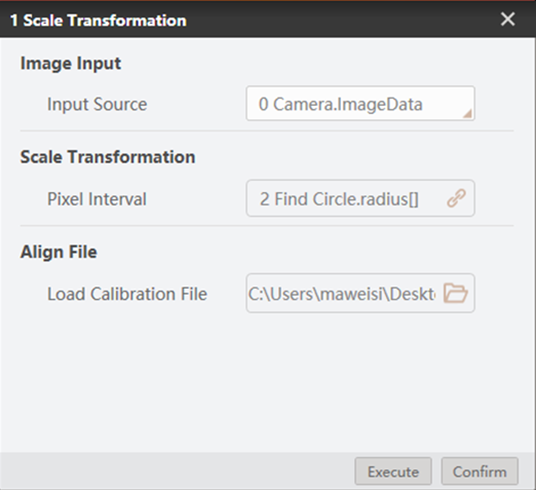 1 Scale Transformation
Image Input
Input Source 0 Camera.ImageData
Scale Transformation
Pixel Interval 2 Find Circle.radius[]
Align File
Load Calibration File C:\Users\maweisi\Deskt
Execute Confirm